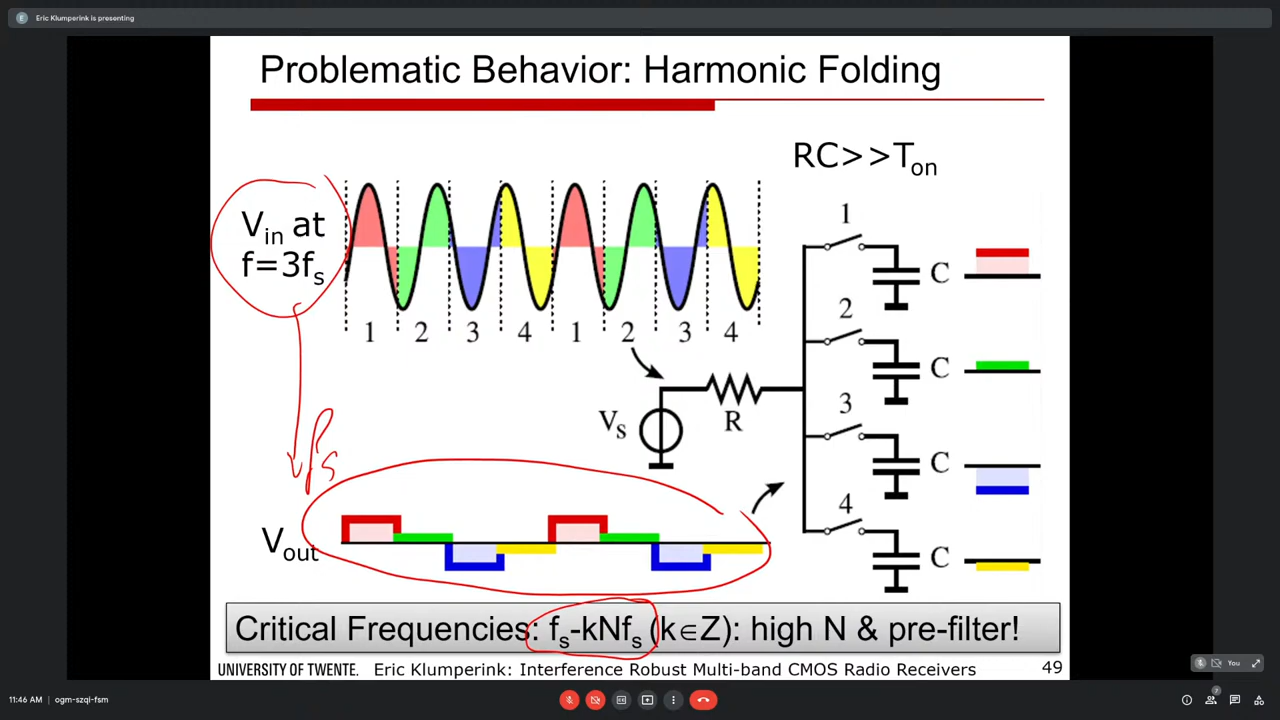 Eric Klumperink is presenting
E
Problematic Behavior: Harmonic Folding
RC>>Ton
Vin at
f=3fs
1 2 3 4 1 2 3 4
1
C
2
C
3
C
4
C
Vs
R
fs
Vout
Critical Frequencies: fs-kNfs (k∈Z): high N & pre-filter!
UNIVERSITY OF TWENTE. Eric Klumperink: Interference Robust Multi-band CMOS Radio Receivers 49
You
11:46 AM | ogm-szqi-fsm
7